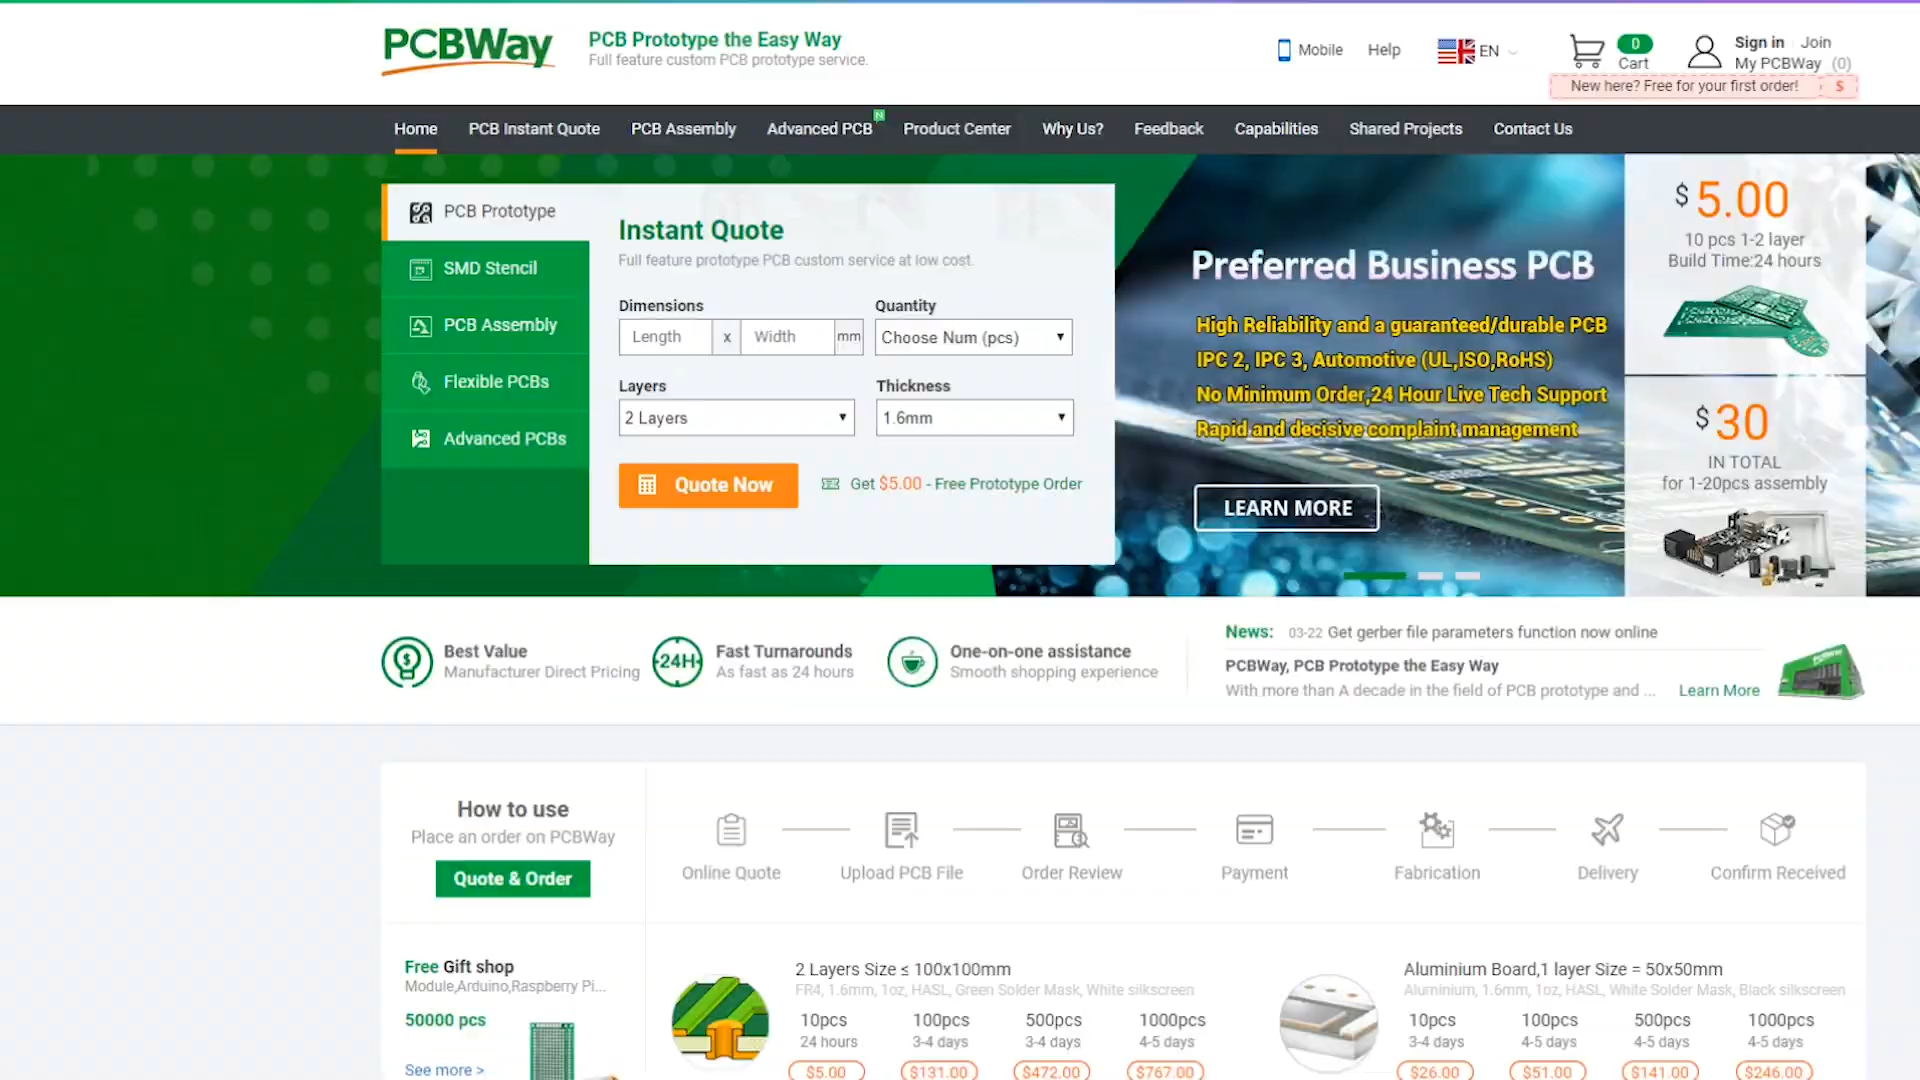 PCBWay
PCB Prototype the Easy Way
Full feature custom PCB prototype service.
Mobile
Help
EN
0
Cart
Sign in
Join
My PCBWay (0)
New here? Free for your first order! $
Home
PCB Instant Quote
PCB Assembly
Advanced PCB
N
Product Center
Why Us?
Feedback
Capabilities
Shared Projects
Contact Us
PCB Prototype
SMD Stencil
PCB Assembly
Flexible PCBs
Advanced PCBs
Instant Quote
Full feature prototype PCB custom service at low cost.
Dimensions
Quantity
Length x Width mm
Choose Num (pcs)
Layers
Thickness
2 Layers
1.6mm
Quote Now
Get $5.00 - Free Prototype Order
Preferred Business PCB
High Reliability and a guaranteed/durable PCB
IPC 2, IPC 3, Automotive (UL,ISO,RoHS)
No Minimum Order,24 Hour Live Tech Support
Rapid and decisive complaint management
LEARN MORE
$ 5.00
10 pcs 1-2 layer
Build Time:24 hours
$ 30
IN TOTAL
for 1-20pcs assembly
Best Value
Manufacturer Direct Pricing
24H
Fast Turnarounds
As fast as 24 hours
One-on-one assistance
Smooth shopping experience
News: 03-22 Get gerber file parameters function now online
PCBWay, PCB Prototype the Easy Way
With more than A decade in the field of PCB prototype and ... Learn More
How to use
Place an order on PCBWay
Quote & Order
Online Quote
Upload PCB File
Order Review
Payment
Fabrication
Delivery
Confirm Received
Free Gift shop
Module,Arduino,Raspberry Pi...
50000 pcs
See more >
2 Layers Size ≤ 100x100mm
FR4, 1.6mm, 1oz, HASL, Green Solder Mask, White silkscreen
10pcs 100pcs 500pcs 1000pcs
24 hours 3-4 days 3-4 days 4-5 days
$5.00 $131.00 $472.00 $767.00
Aluminium Board,1 layer Size = 50x50mm
Aluminium, 1.6mm, 1oz, HASL, White Solder Mask, Black silkscreen
10pcs 100pcs 500pcs 1000pcs
3-4 days 4-5 days 4-5 days 4-5 days
$26.00 $51.00 $141.00 $246.00